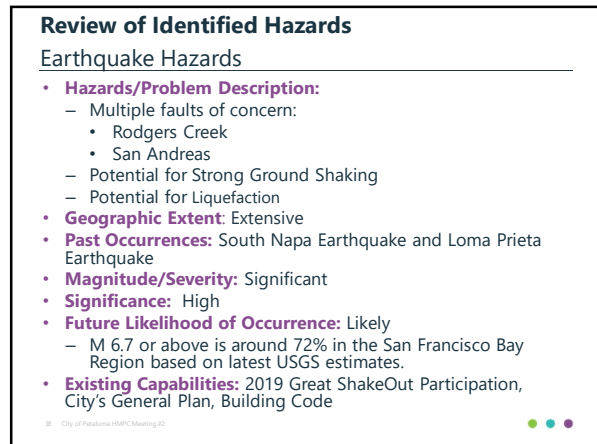 Review of Identified Hazards
Earthquake Hazards
• Hazards/Problem Description:
– Multiple faults of concern:
• Rodgers Creek
• San Andreas
– Potential for Strong Ground Shaking
– Potential for Liquefaction
• Geographic Extent: Extensive
• Past Occurrences: South Napa Earthquake and Loma Prieta
Earthquake
• Magnitude/Severity: Significant
• Significance: High
• Future Likelihood of Occurrence: Likely
– M 6.7 or above is around 72% in the San Francisco Bay
Region based on latest USGS estimates.
• Existing Capabilities: 2019 Great ShakeOut Participation,
City's General Plan, Building Code
City of Petaluma HMPC Meeting #2